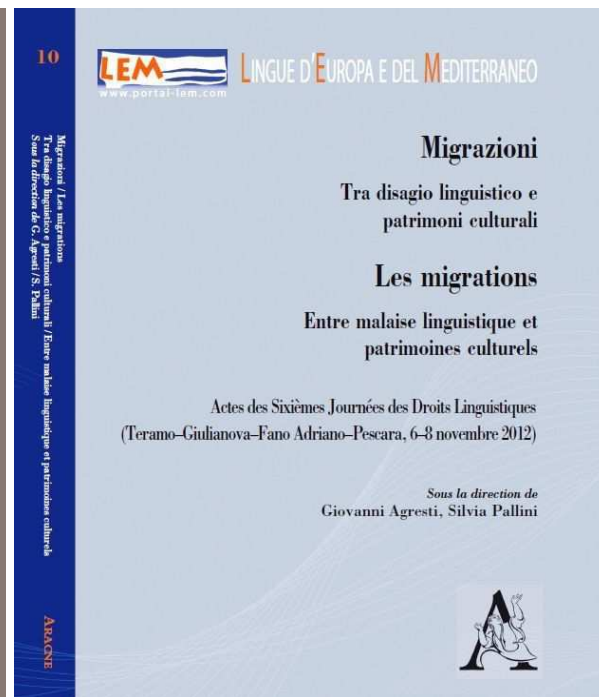 10
Migrazioni / Les migrations
Tra disagio linguistico e patrimoni culturali / Entre malaise linguistique et patrimoines culturels
Sous la direction de G. Agresti / S. Pallini
ARACNE
LEM
www.portal-lem.com
LINGUE D'EUROPA E DEL MEDITERRANEO
Migrazioni
Tra disagio linguistico e
patrimoni culturali
Les migrations
Entre malaise linguistique et
patrimoines culturels
Actes des Sixièmes Journées des Droits Linguistiques
(Teramo–Giulianova–Fano Adriano–Pescara, 6–8 novembre 2012)
Sous la direction de
Giovanni Agresti, Silvia Pallini